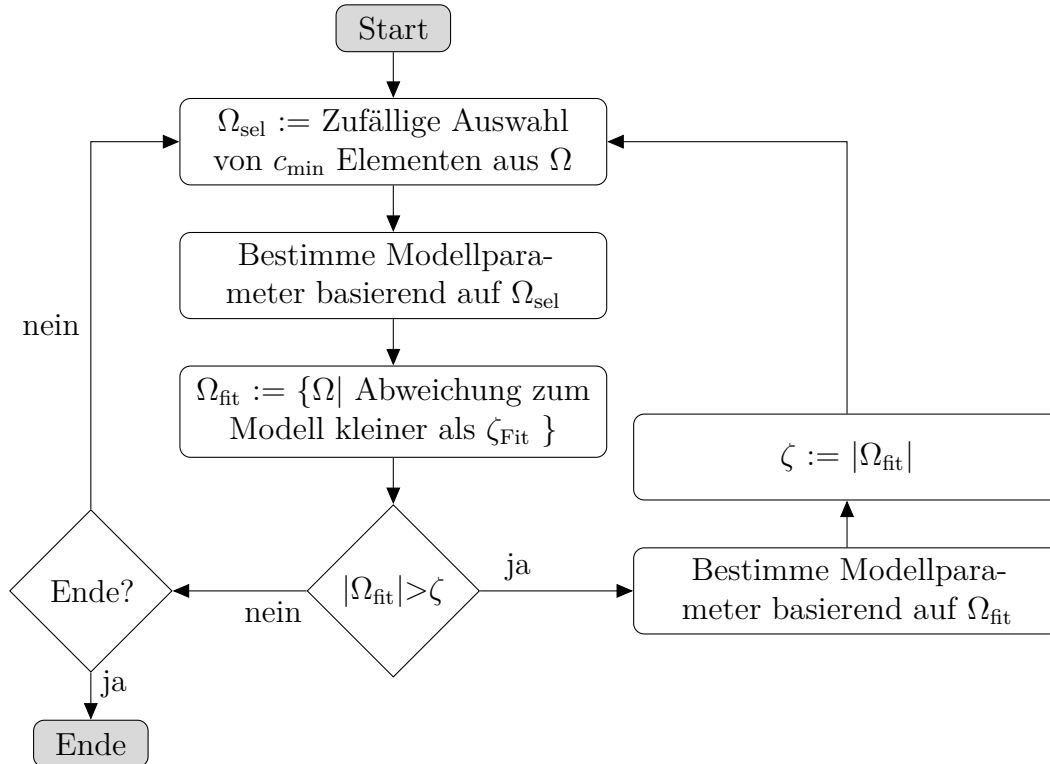 Start
Ω_sel := Zufällige Auswahl
von c_min Elementen aus Ω
Bestimme Modellpara-
meter basierend auf Ω_sel
nein
Ω_fit := {Ω| Abweichung zum
Modell kleiner als ζ_Fit }
ζ := |Ω_fit|
Ende?
nein
|Ω_fit|>ζ
ja
Bestimme Modellpara-
meter basierend auf Ω_fit
ja
Ende